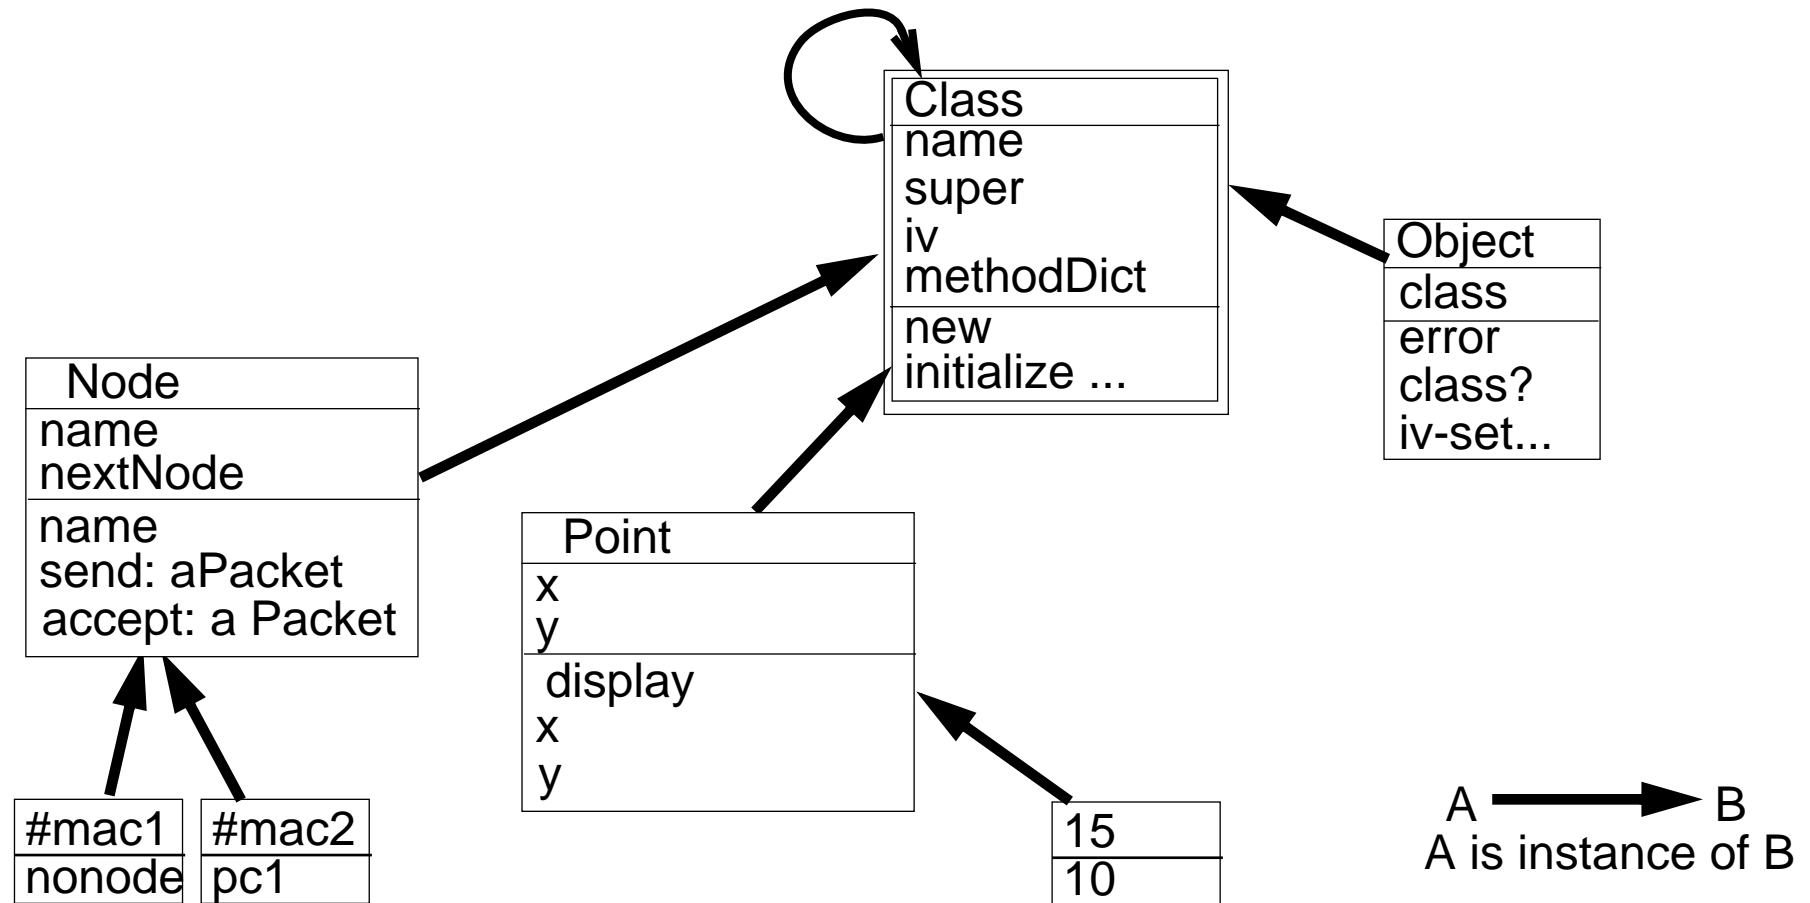 Class
name
super
iv
methodDict
new
initialize ...
Object
class
error
class?
iv-set...
Node
name
nextNode
name
send: aPacket
accept: a Packet
Point
x
y
display
x
y
#mac1
nonode
#mac2
pc1
15
10
A B
A is instance of B